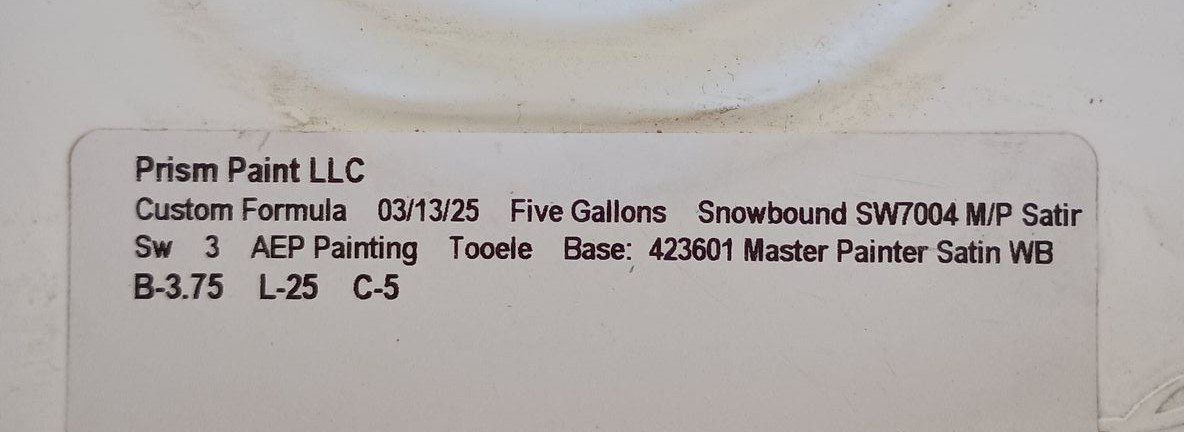 Prism Paint LLC
Custom Formula 03/13/25 Five Gallons Snowbound SW7004 M/P Satir
Sw 3 AEP Painting Tooele Base: 423601 Master Painter Satin WB
B-3.75 L-25 C-5